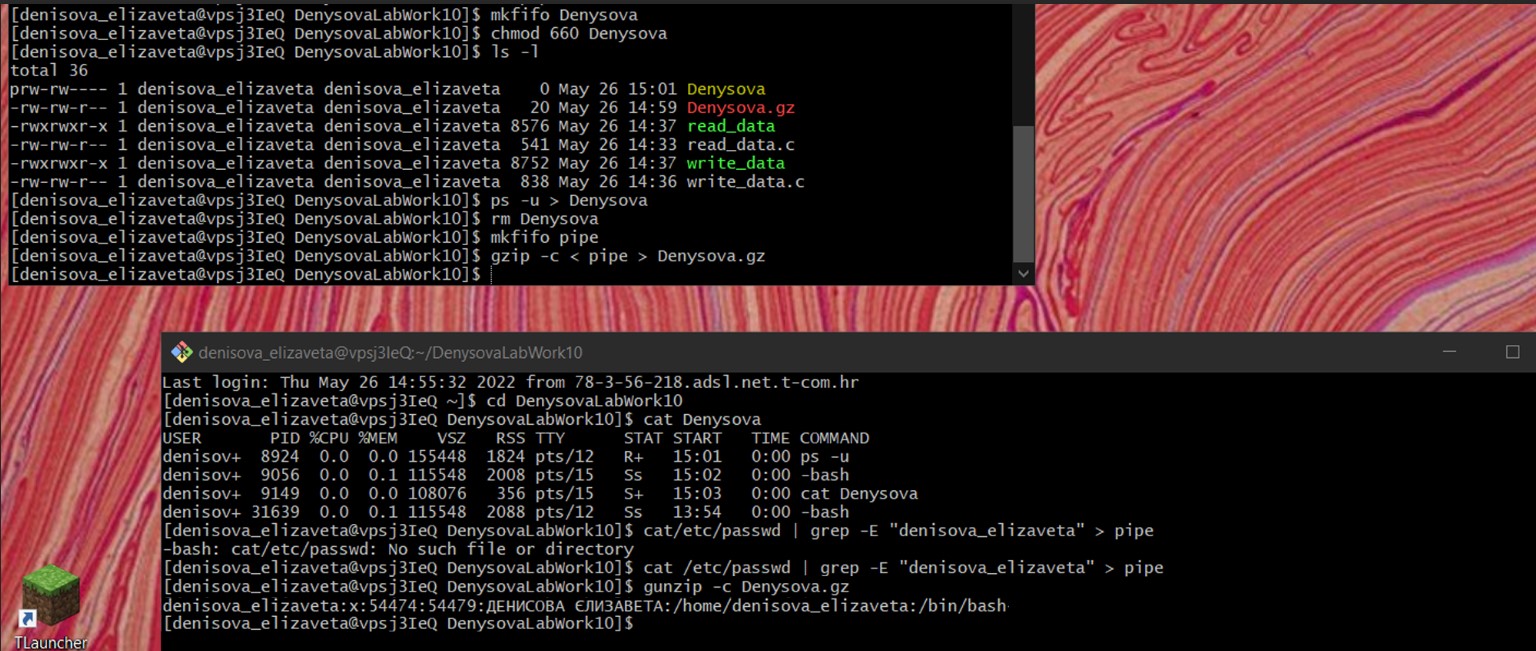 [denisova_elizaveta@vpsj3IeQ DenysovaLabWork10]$ mkfifo Denysova
[denisova_elizaveta@vpsj3IeQ DenysovaLabWork10]$ chmod 660 Denysova
[denisova_elizaveta@vpsj3IeQ DenysovaLabWork10]$ ls -l
total 36
prw-rw---- 1 denisova_elizaveta denisova_elizaveta    0 May 26 15:01 Denysova
-rw-rw-r-- 1 denisova_elizaveta denisova_elizaveta   20 May 26 14:59 Denysova.gz
-rwxrwxr-x 1 denisova_elizaveta denisova_elizaveta 8576 May 26 14:37 read_data
-rw-rw-r-- 1 denisova_elizaveta denisova_elizaveta  541 May 26 14:33 read_data.c
-rwxrwxr-x 1 denisova_elizaveta denisova_elizaveta 8752 May 26 14:37 write_data
-rw-rw-r-- 1 denisova_elizaveta denisova_elizaveta  838 May 26 14:36 write_data.c
[denisova_elizaveta@vpsj3IeQ DenysovaLabWork10]$ ps -u > Denysova
[denisova_elizaveta@vpsj3IeQ DenysovaLabWork10]$ rm Denysova
[denisova_elizaveta@vpsj3IeQ DenysovaLabWork10]$ mkfifo pipe
[denisova_elizaveta@vpsj3IeQ DenysovaLabWork10]$ gzip -c < pipe > Denysova.gz
[denisova_elizaveta@vpsj3IeQ DenysovaLabWork10]$
denisova_elizaveta@vpsj3IeQ:~/DenysovaLabWork10
Last login: Thu May 26 14:55:32 2022 from 78-3-56-218.adsl.net.t-com.hr
[denisova_elizaveta@vpsj3IeQ ~]$ cd DenysovaLabWork10
[denisova_elizaveta@vpsj3IeQ DenysovaLabWork10]$ cat Denysova
USER       PID %CPU %MEM    VSZ   RSS TTY      STAT START   TIME COMMAND
denisov+  8924  0.0  0.0 155448  1824 pts/12   R+   15:01   0:00 ps -u
denisov+  9056  0.0  0.1 115548  2008 pts/15   Ss   15:02   0:00 -bash
denisov+  9149  0.0  0.0 108076   356 pts/15   S+   15:03   0:00 cat Denysova
denisov+ 31639  0.0  0.1 115548  2088 pts/12   Ss   13:54   0:00 -bash
[denisova_elizaveta@vpsj3IeQ DenysovaLabWork10]$ cat/etc/passwd | grep -E "denisova_elizaveta" > pipe
-bash: cat/etc/passwd: No such file or directory
[denisova_elizaveta@vpsj3IeQ DenysovaLabWork10]$ cat /etc/passwd | grep -E "denisova_elizaveta" > pipe
[denisova_elizaveta@vpsj3IeQ DenysovaLabWork10]$ gunzip -c Denysova.gz
denisova_elizaveta:x:54474:54479:ДЕНИСОВА ЄЛИЗАВЕТА:/home/denisova_elizaveta:/bin/bash
[denisova_elizaveta@vpsj3IeQ DenysovaLabWork10]$
TLauncher